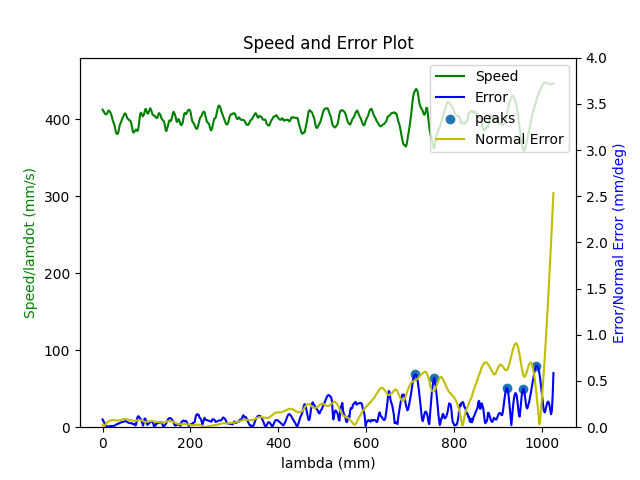 Speed and Error Plot
Speed
Error
peaks
Normal Error
Speed/lamdot (mm/s)
400
300
200
100
0
4.0
3.5
3.0
2.5
2.0
1.5
1.0
0.5
0.0
Error/Normal Error (mm/deg)
0 200 400 600 800 1000
lambda (mm)